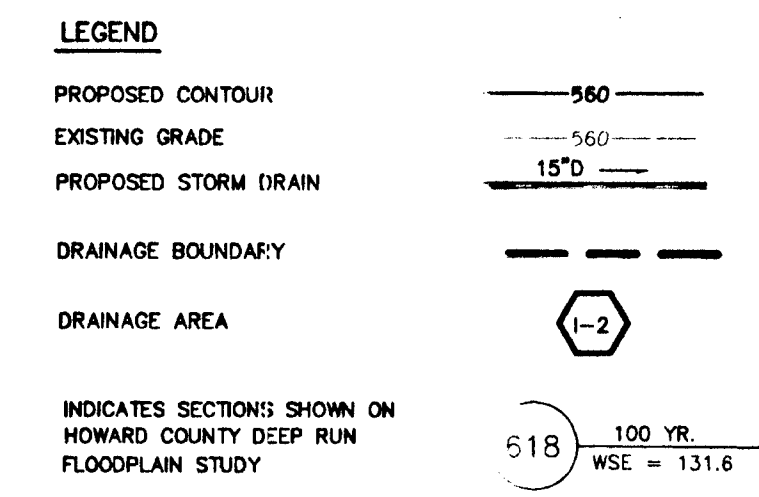 LEGEND
PROPOSED CONTOUR 560
EXISTING GRADE 560
PROPOSED STORM DRAIN 15"D
DRAINAGE BOUNDARY
DRAINAGE AREA I-2
INDICATES SECTIONS SHOWN ON
HOWARD COUNTY DEEP RUN
FLOODPLAIN STUDY
618 100 YR.
WSE = 131.6